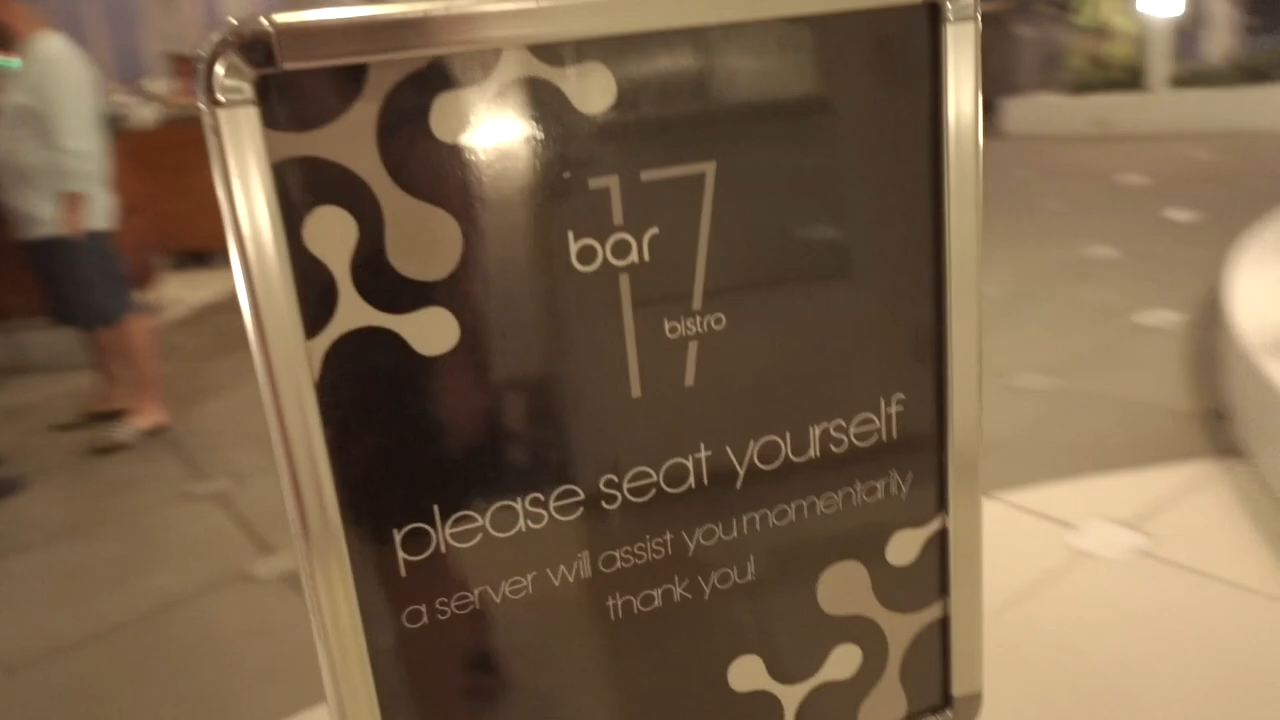 17
bar
bistro
please seat yourself
a server will assist you momentarily
thank you!